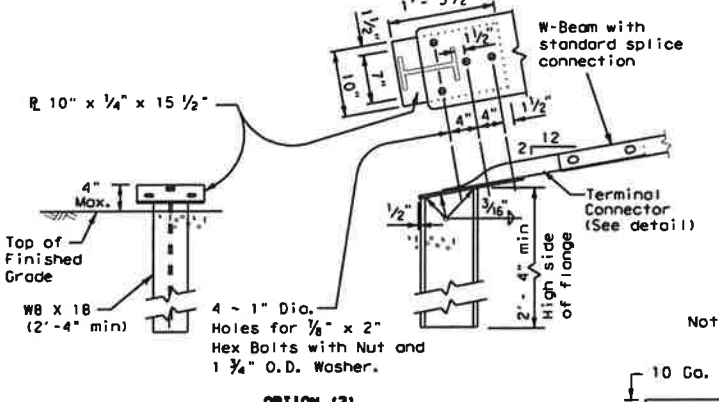 1 1/2"
10"
7"
1 1/2"
W-Beam with
standard splice
connection
℄ 10" x 1/4" x 15 1/2"
4" 4"
1 1/2"
2 12
4"
Max.
1/2"
3/16"
Terminal
Connector
(See detail)
Top of
Finished
Grade
2'- 4" min
High side
of flange
W8 X 18
(2'-4" min)
4 ~ 1" Dia.
Holes for 7/8" x 2"
Hex Bolts with Nut and
1 3/4" O.D. Washer.
10 Ga.